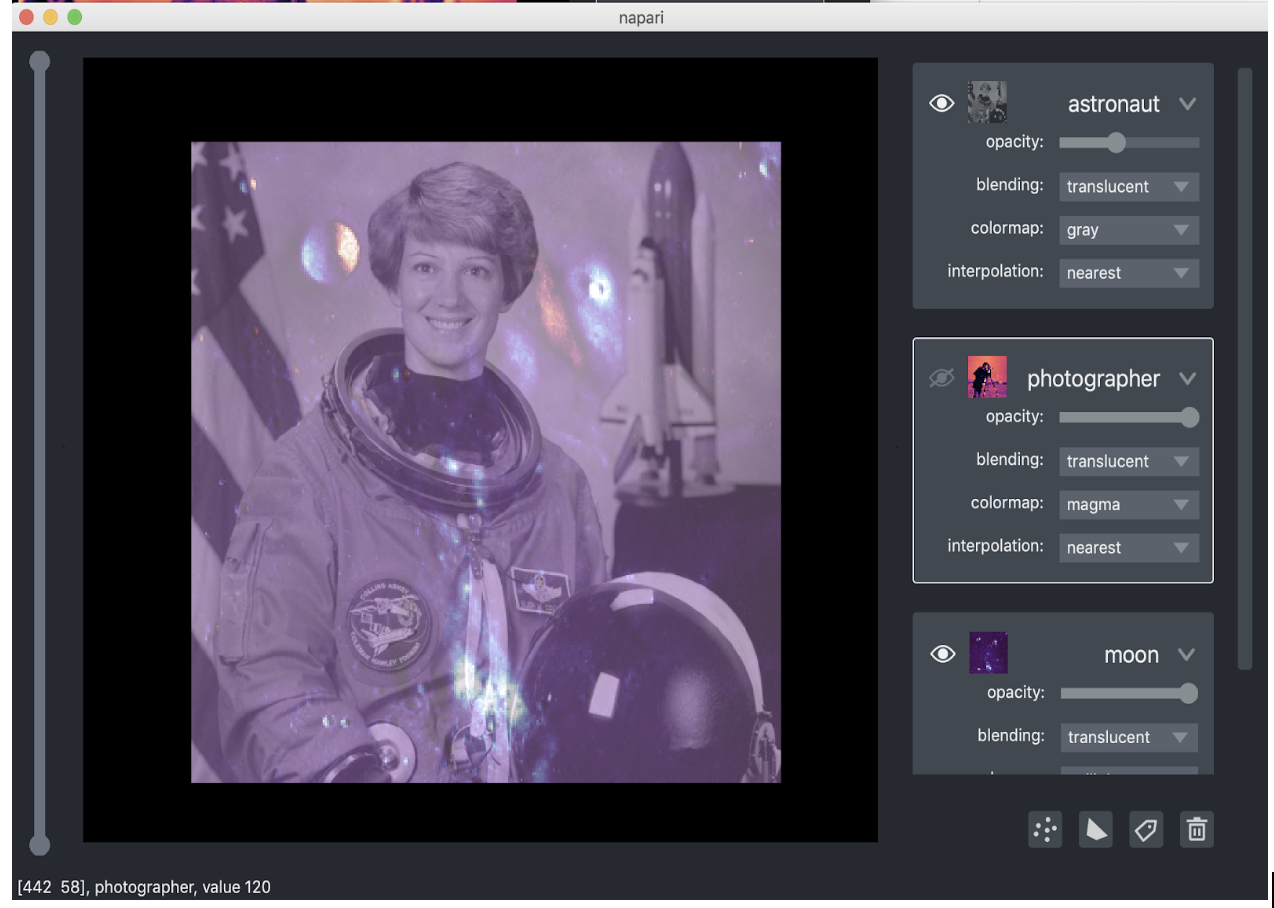 napari
astronaut
opacity:
blending: translucent
colormap: gray
interpolation: nearest
photographer
opacity:
blending: translucent
colormap: magma
interpolation: nearest
moon
opacity:
blending: translucent
[442 58], photographer, value 120